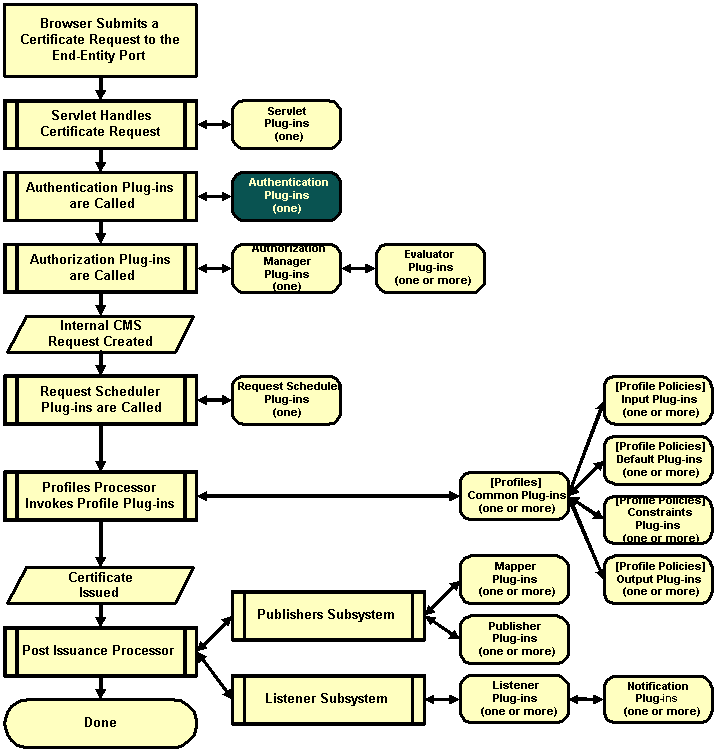 Browser Submits a
Certificate Request to the
End-Entity Port
Servlet Handles
Certificate Request
Servlet
Plug-ins
(one)
Authentication Plug-ins
are Called
Authentication
Plug-ins
(one)
Authorization Plug-ins
are Called
Authorization
Manager
Plug-ins
(one)
Evaluator
Plug-ins
(one or more)
Internal CMS
Request Created
Request Scheduler
Plug-ins are Called
Request Scheduler
Plug-ins
(one)
[Profile Policies]
Input Plug-ins
(one or more)
[Profile Policies]
Default Plug-ins
(one or more)
Profiles Processor
Invokes Profile Plug-ins
[Profiles]
Common Plug-ins
(one or more)
[Profile Policies]
Constraints
Plug-ins
(one or more)
[Profile Policies]
Output Plug-ins
(one or more)
Certificate
Issued
Mapper
Plug-ins
(one or more)
Publishers Subsystem
Publisher
Plug-ins
(one or more)
Post Issuance Processor
Listener Subsystem
Listener
Plug-ins
(one or more)
Notification
Plug-ins
(one or more)
Done